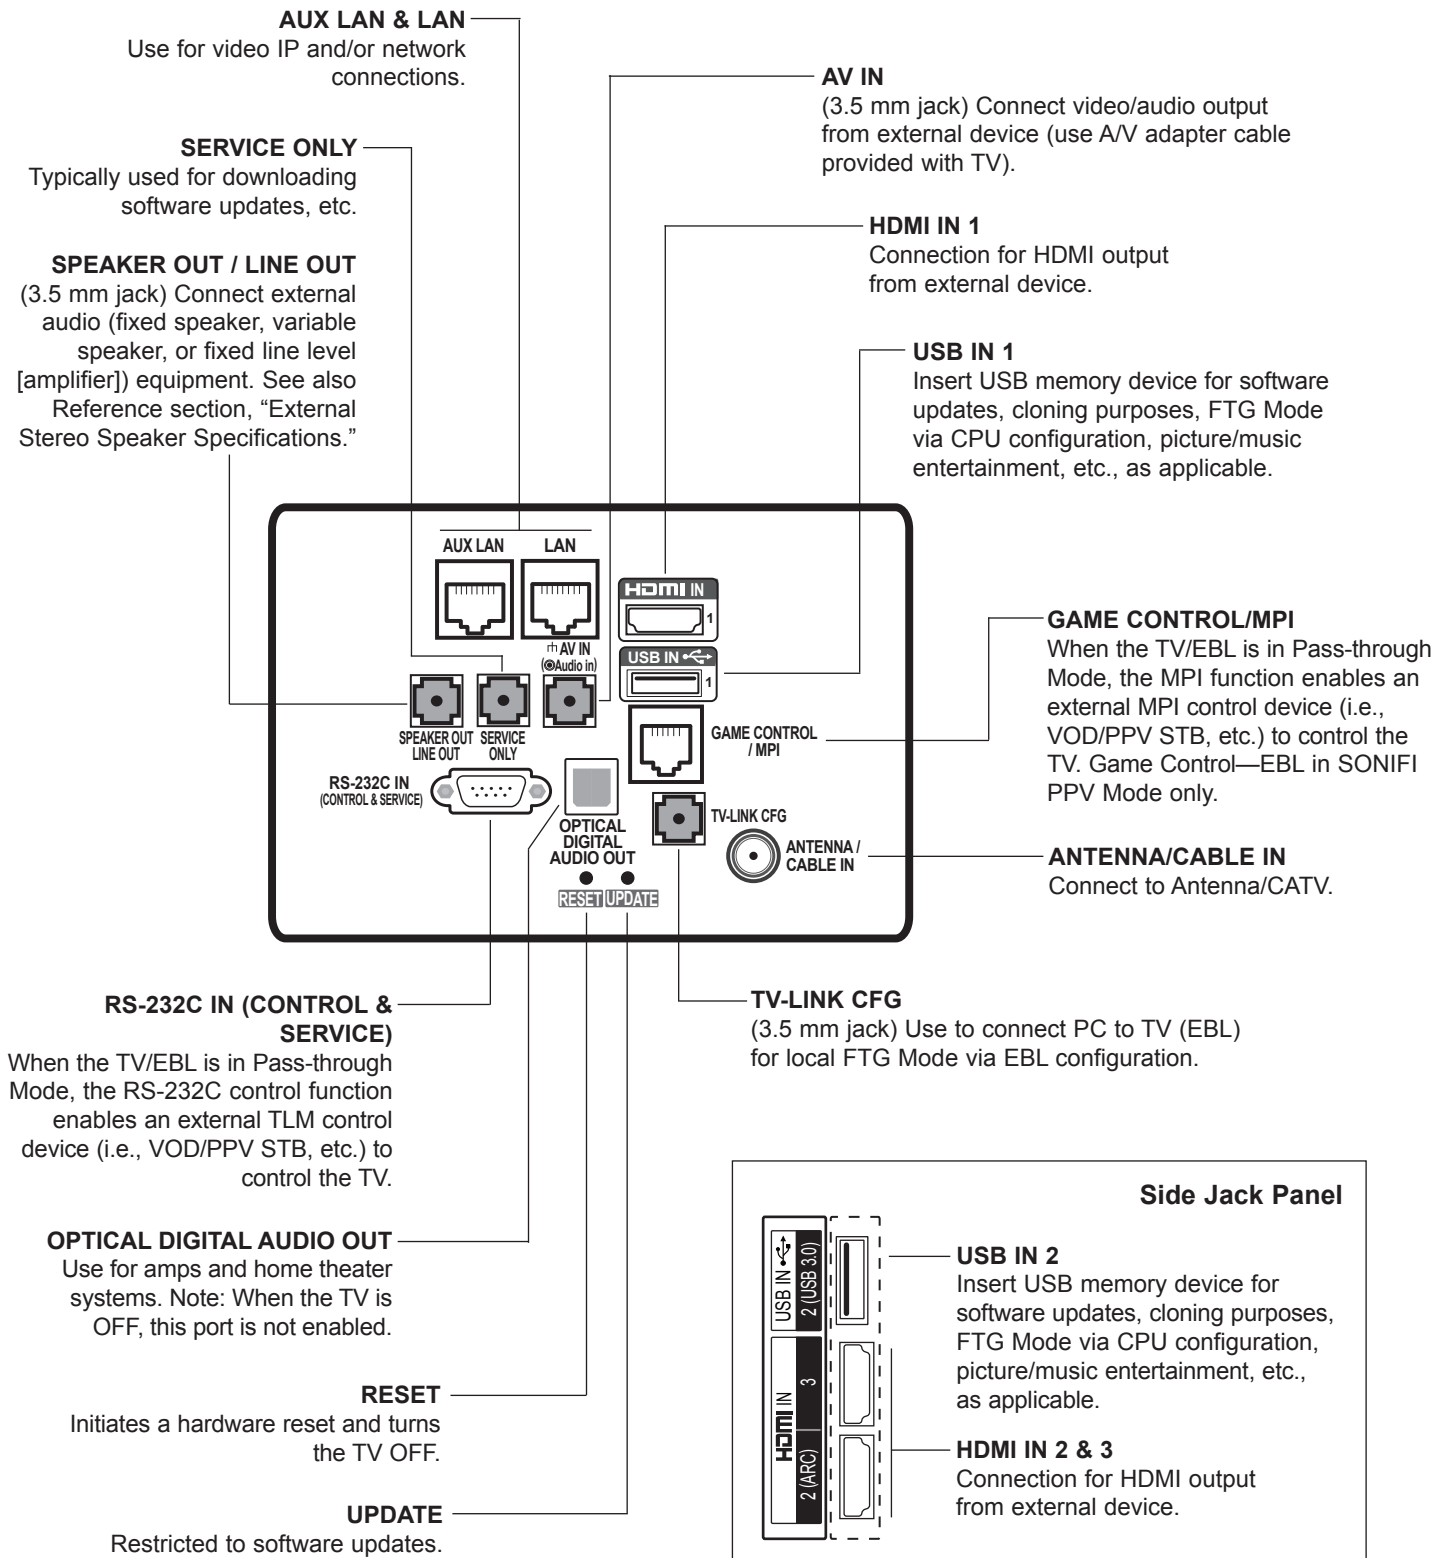 AUX LAN & LAN
Use for video IP and/or network
connections.
AV IN
(3.5 mm jack) Connect video/audio output
from external device (use A/V adapter cable
provided with TV).
SERVICE ONLY
Typically used for downloading
software updates, etc.
HDMI IN 1
Connection for HDMI output
from external device.
SPEAKER OUT / LINE OUT
(3.5 mm jack) Connect external
audio (fixed speaker, variable
speaker, or fixed line level
[amplifier]) equipment. See also
Reference section, “External
Stereo Speaker Specifications.”
USB IN 1
Insert USB memory device for software
updates, cloning purposes, FTG Mode
via CPU configuration, picture/music
entertainment, etc., as applicable.
AUX LAN
LAN
HDMI IN
1
AV IN
(Audio in)
USB IN
1
SPEAKER OUT
LINE OUT
SERVICE
ONLY
GAME CONTROL
/ MPI
RS-232C IN
(CONTROL & SERVICE)
OPTICAL
DIGITAL
AUDIO OUT
TV-LINK CFG
ANTENNA /
CABLE IN
RESET
UPDATE
GAME CONTROL/MPI
When the TV/EBL is in Pass-through
Mode, the MPI function enables an
external MPI control device (i.e.,
VOD/PPV STB, etc.) to control the
TV. Game Control—EBL in SONIFI
PPV Mode only.
ANTENNA/CABLE IN
Connect to Antenna/CATV.
RS-232C IN (CONTROL &
SERVICE)
When the TV/EBL is in Pass-through
Mode, the RS-232C control function
enables an external TLM control
device (i.e., VOD/PPV STB, etc.) to
control the TV.
TV-LINK CFG
(3.5 mm jack) Use to connect PC to TV (EBL)
for local FTG Mode via EBL configuration.
OPTICAL DIGITAL AUDIO OUT
Use for amps and home theater
systems. Note: When the TV is
OFF, this port is not enabled.
RESET
Initiates a hardware reset and turns
the TV OFF.
UPDATE
Restricted to software updates.
Side Jack Panel
USB IN
2 (USB 3.0)
HDMI IN
3
2 (ARC)
USB IN 2
Insert USB memory device for
software updates, cloning purposes,
FTG Mode via CPU configuration,
picture/music entertainment, etc.,
as applicable.
HDMI IN 2 & 3
Connection for HDMI output
from external device.